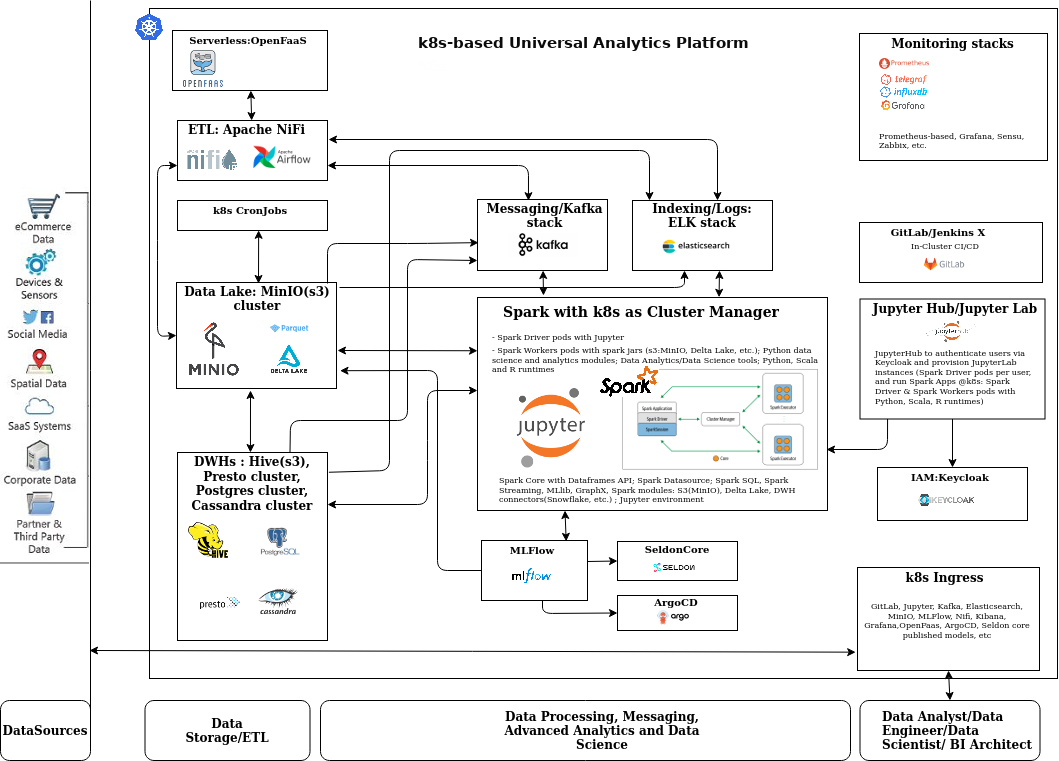 k8s-based Universal Analytics Platform
Serverless:OpenFaaS
OPENFAAS
ETL: Apache NiFi
nifi
Apache
Airflow
k8s CronJobs
Data Lake: MinIO(s3)
cluster
MINIO
Parquet
DELTA LAKE
DWHs : Hive(s3),
Presto cluster,
Postgres cluster,
Cassandra cluster
HIVE
PostgreSQL
presto
cassandra
Messaging/Kafka
stack
kafka
Indexing/Logs:
ELK stack
elasticsearch
Spark with k8s as Cluster Manager
- Spark Driver pods with Jupyter
- Spark Workers pods with spark jars (s3:MinIO, Delta Lake, etc.); Python data
science and analytics modules; Data Analytics/Data Science tools; Python, Scala
and R runtimes
jupyter
Spark
Spark Application
Spark Driver
SparkSession
Cluster Manager
Spark Executor
Spark Executor
Core
Spark Core with Dataframes API; Spark Datasource; Spark SQL, Spark
Streaming, MLlib, GraphX, Spark modules: S3(MinIO), Delta Lake, DWH
connectors(Snowflake, etc.) ; Jupyter environment
MLFlow
mlflow
SeldonCore
SELDON
ArgoCD
argo
Monitoring stacks
Prometheus
telegraf
influxdb
Grafana
Prometheus-based, Grafana, Sensu,
Zabbix, etc.
GitLab/Jenkins X
In-Cluster CI/CD
GitLab
Jupyter Hub/Jupyter Lab
JupyterHub to authenticate users via
Keycloak and provision JupyterLab
instances (Spark Driver pods per user,
and run Spark Apps @k8s: Spark
Driver & Spark Workers pods with
Python, Scala, R runtimes)
IAM:Keycloak
KEYCLOAK
k8s Ingress
GitLab, Jupyter, Kafka, Elasticsearch,
MinIO, MLFlow, Nifi, Kibana,
Grafana,OpenFaas, ArgoCD, Seldon core
published models, etc
eCommerce
Data
Devices &
Sensors
Social Media
Spatial Data
SaaS Systems
Corporate Data
Partner &
Third Party
Data
DataSources
Data
Storage/ETL
Data Processing, Messaging,
Advanced Analytics and Data
Science
Data Analyst/Data
Engineer/Data
Scientist/ BI Architect